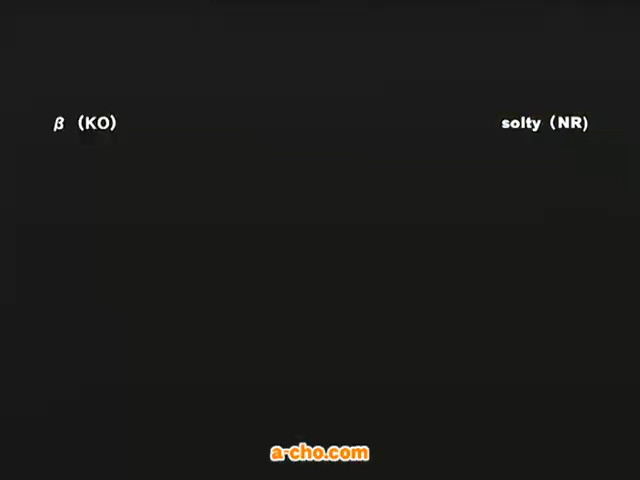 β （KO）
solty（NR）
a-cho.com